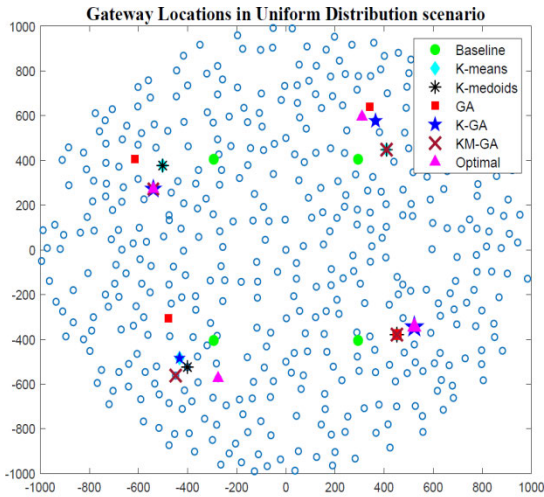 Gateway Locations in Uniform Distribution scenario
1000
800
600
400
200
0
-200
-400
-600
-800
-1000
Baseline
K-means
K-medoids
GA
K-GA
KM-GA
Optimal
-1000 -800 -600 -400 -200 0 200 400 600 800 1000